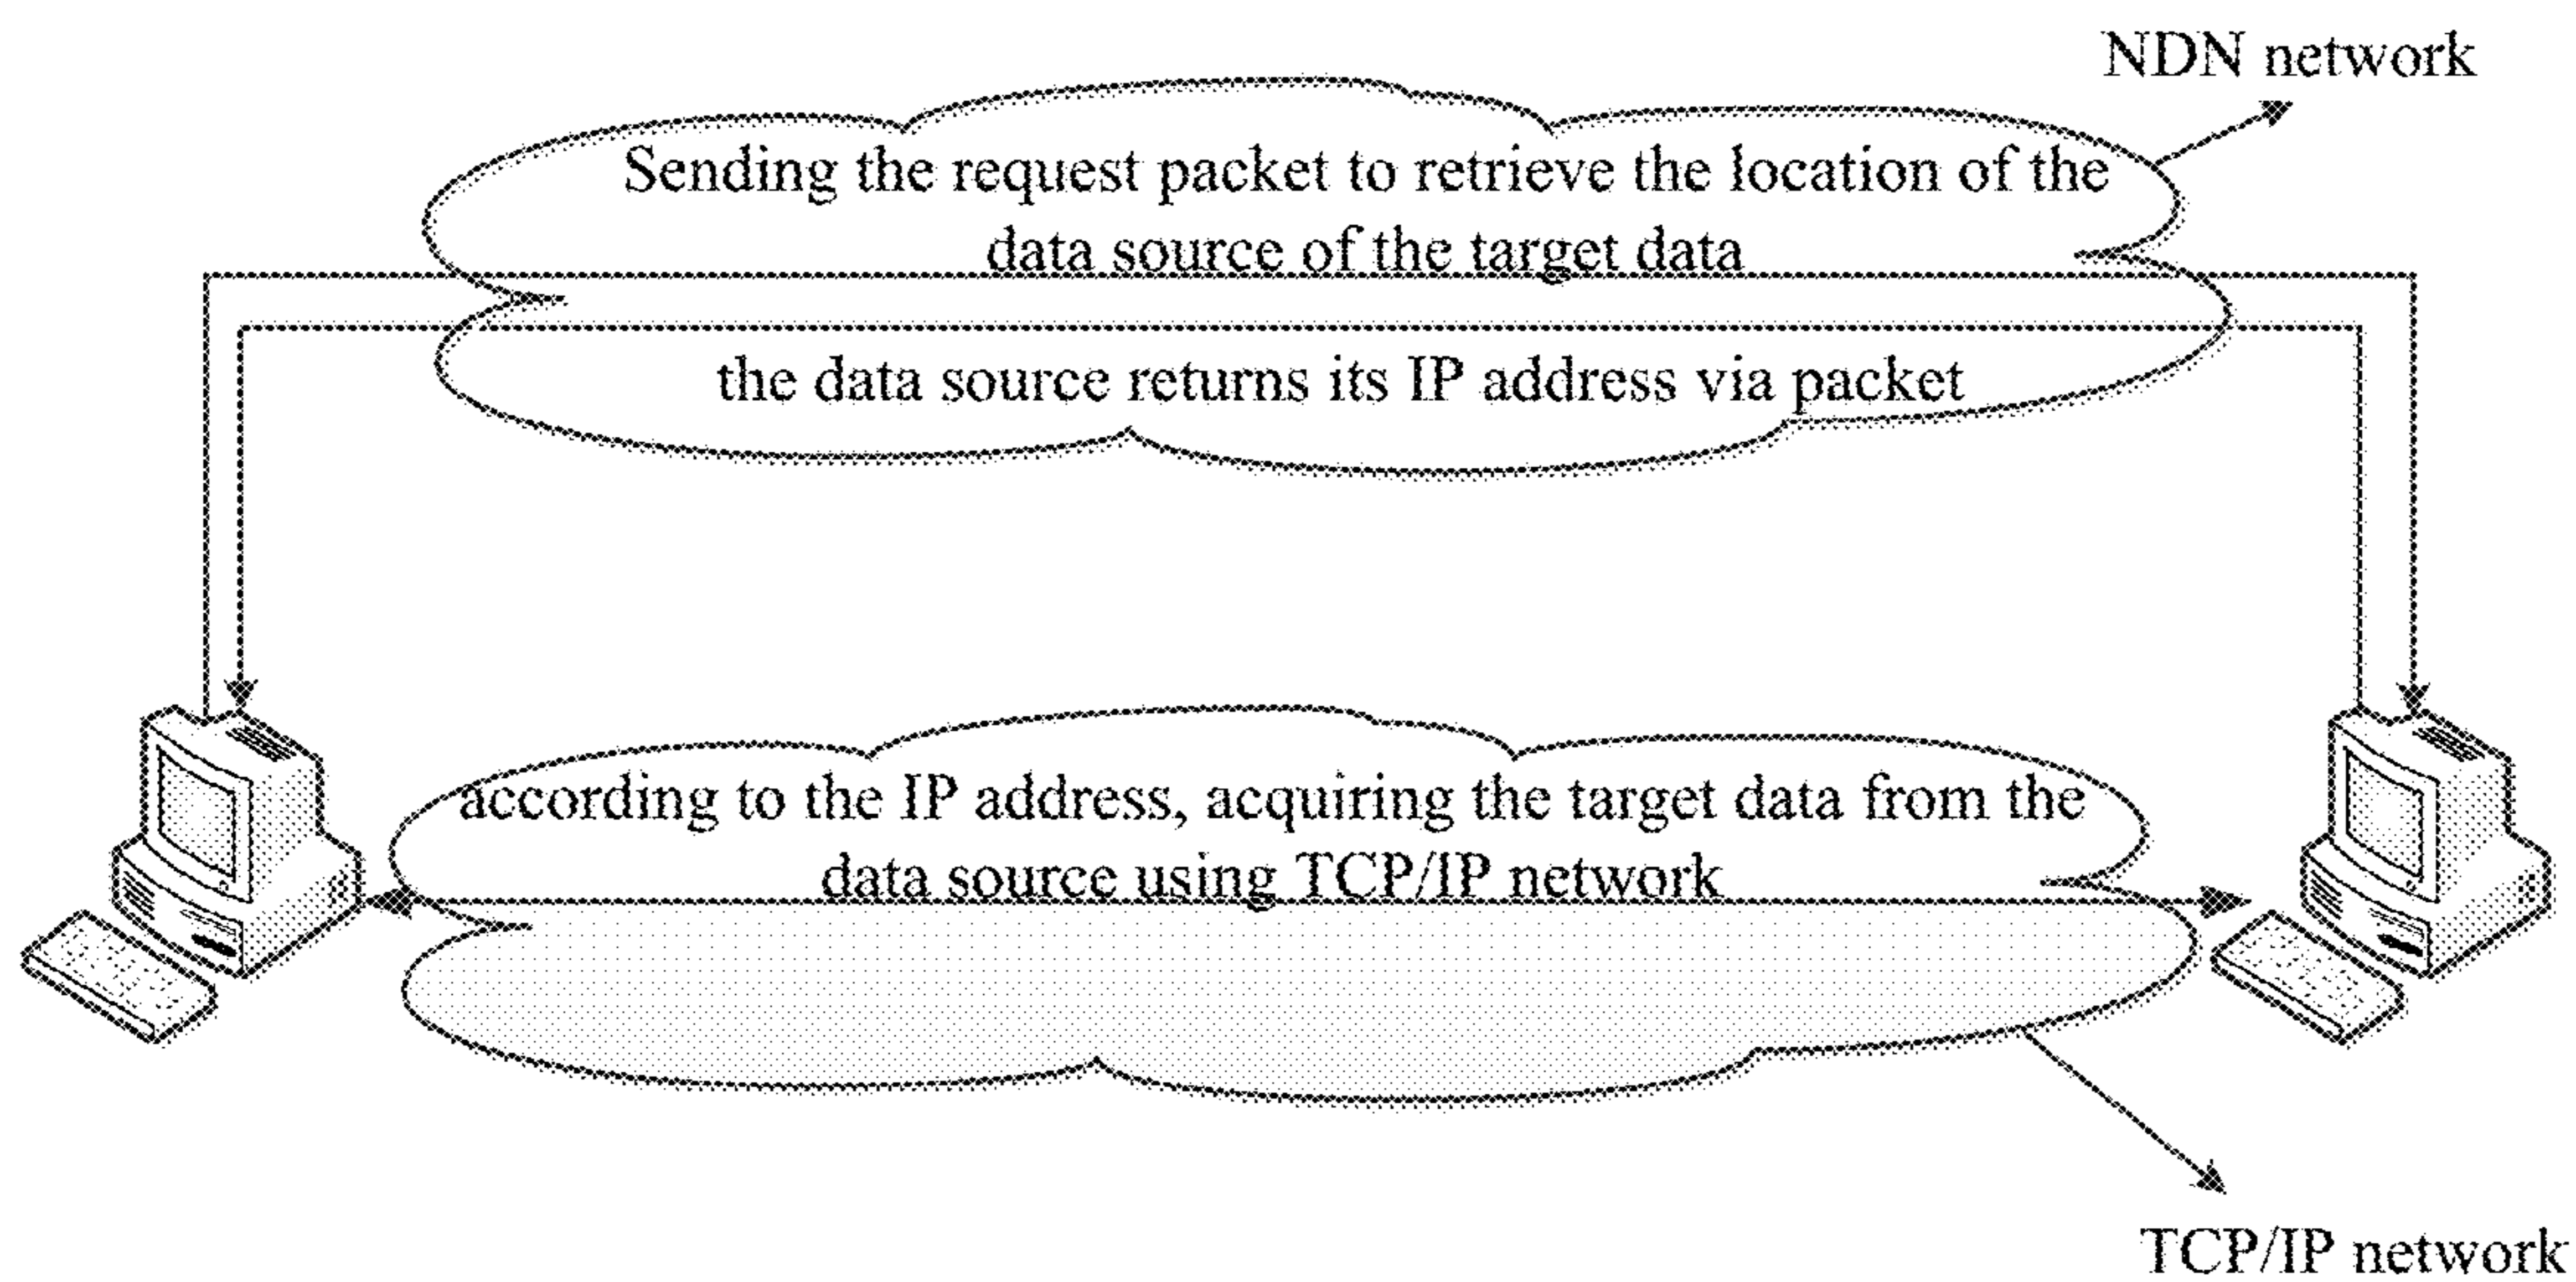 NDN network
Sending the request packet to retrieve the location of the
data source of the target data
the data source returns its IP address via packet
according to the IP address, acquiring the target data from the
data source using TCP/IP network
TCP/IP network